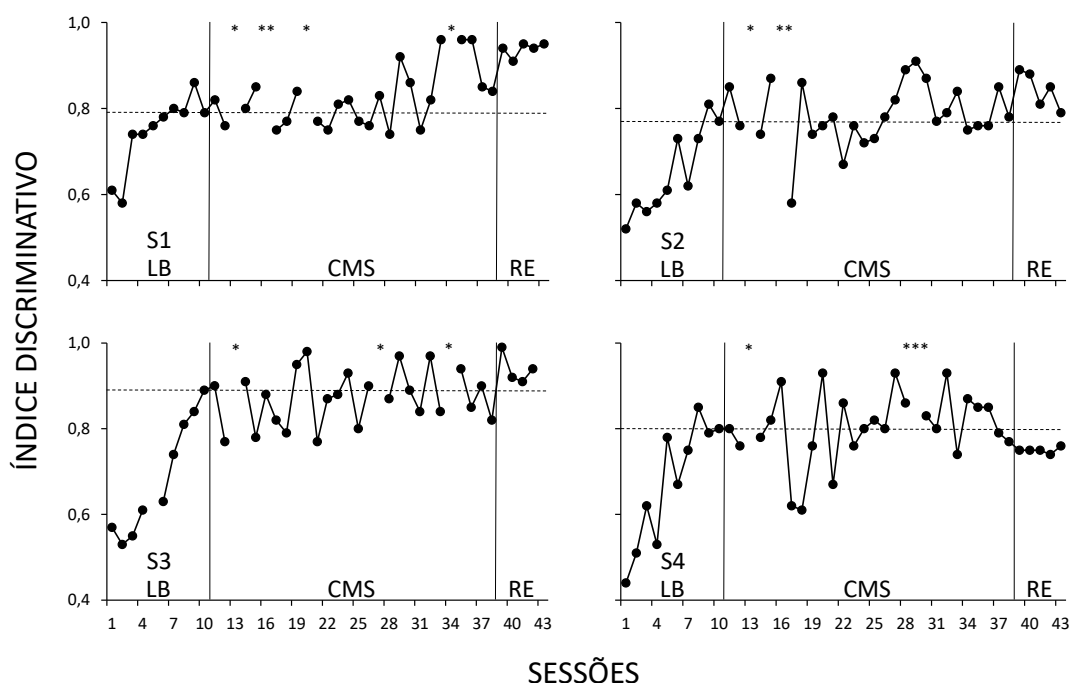 ÍNDICE DISCRIMINATIVO
1,0
0,8
0,6
0,4
* ** * *
S1
LB CMS RE
* **
S2
LB CMS RE
1,0
0,8
0,6
0,4
* * *
S3
LB CMS RE
1 4 7 10 13 16 19 22 25 28 31 34 37 40 43
* ***
S4
LB CMS RE
1 4 7 10 13 16 19 22 25 28 31 34 37 40 43
SESSÕES